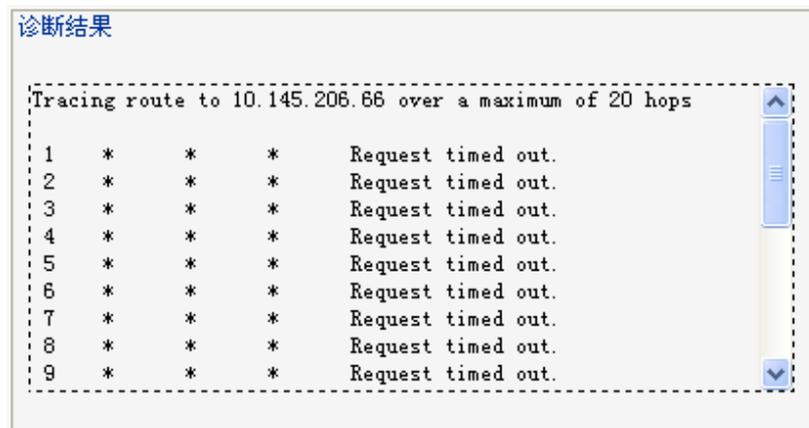 诊断结果
Tracing route to 10.145.206.66 over a maximum of 20 hops
1 * * * Request timed out.
2 * * * Request timed out.
3 * * * Request timed out.
4 * * * Request timed out.
5 * * * Request timed out.
6 * * * Request timed out.
7 * * * Request timed out.
8 * * * Request timed out.
9 * * * Request timed out.